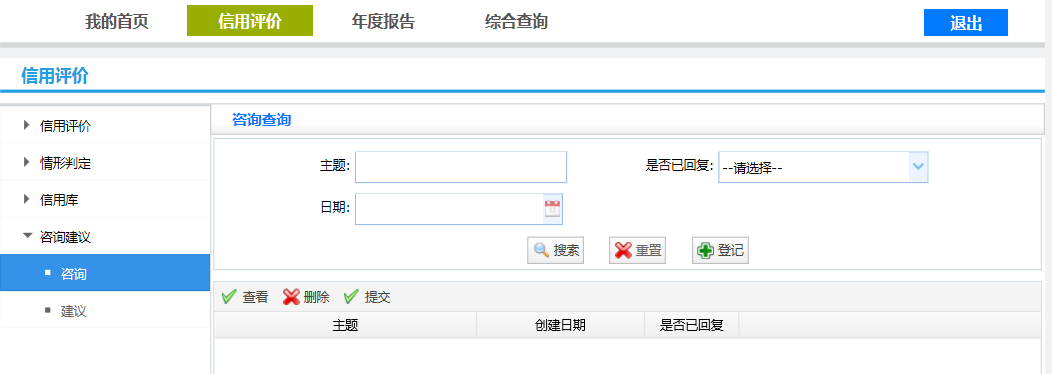 我的首页 信用评价 年度报告 综合查询 退出
信用评价
信用评价
情形判定
信用库
咨询建议
咨询
建议
咨询查询
主题: 是否已回复: --请选择--
日期:
搜索 重置 登记
查看 删除 提交
主题 创建日期 是否已回复